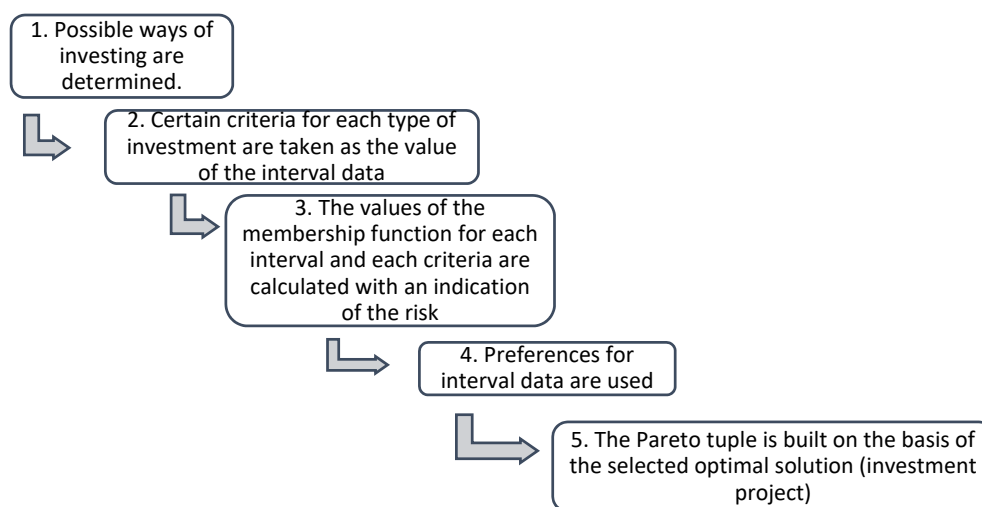 1. Possible ways of
investing are
determined.
2. Certain criteria for each type of
investment are taken as the value
of the interval data
3. The values of the
membership function for each
interval and each criteria are
calculated with an indication
of the risk
4. Preferences for
interval data are used
5. The Pareto tuple is built on the basis of
the selected optimal solution (investment
project)